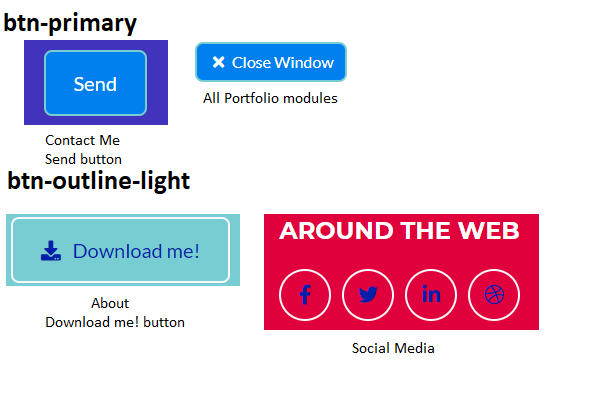 btn-primary
Send
Close Window
All Portfolio modules
Contact Me
Send button
btn-outline-light
Download me!
AROUND THE WEB
About
Download me! button
Social Media